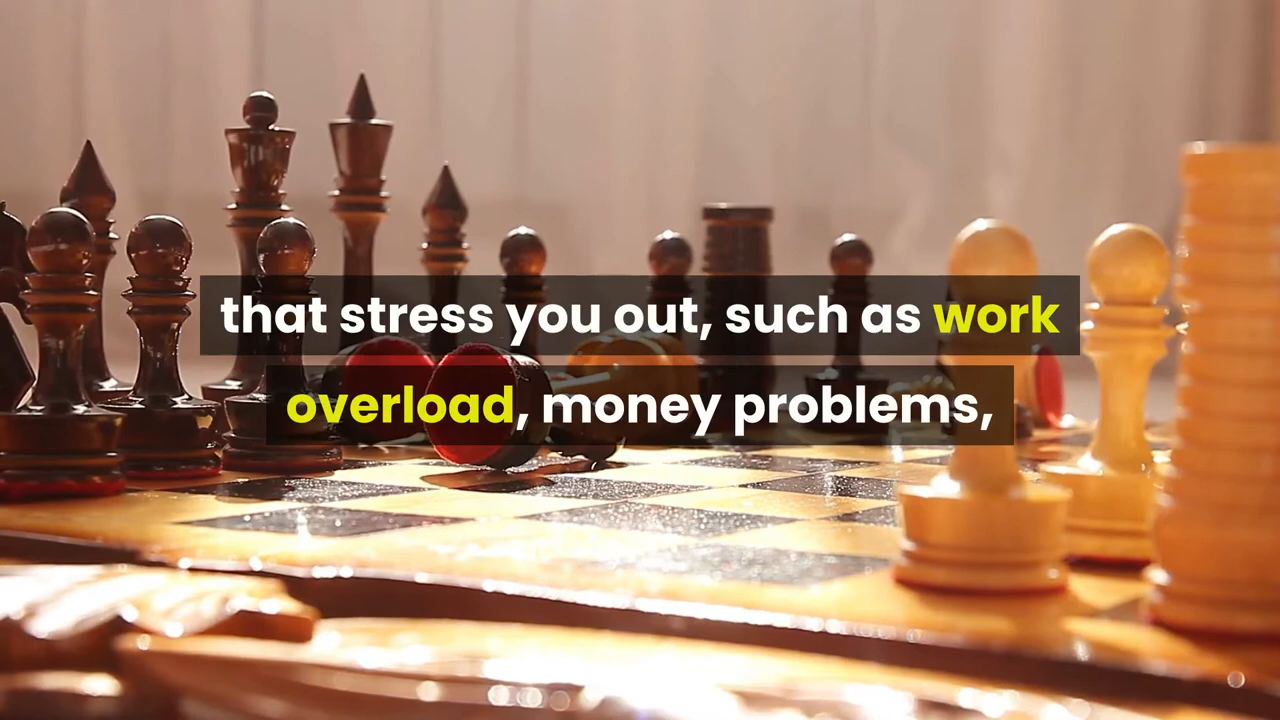 that stress you out, such as work
overload, money problems,